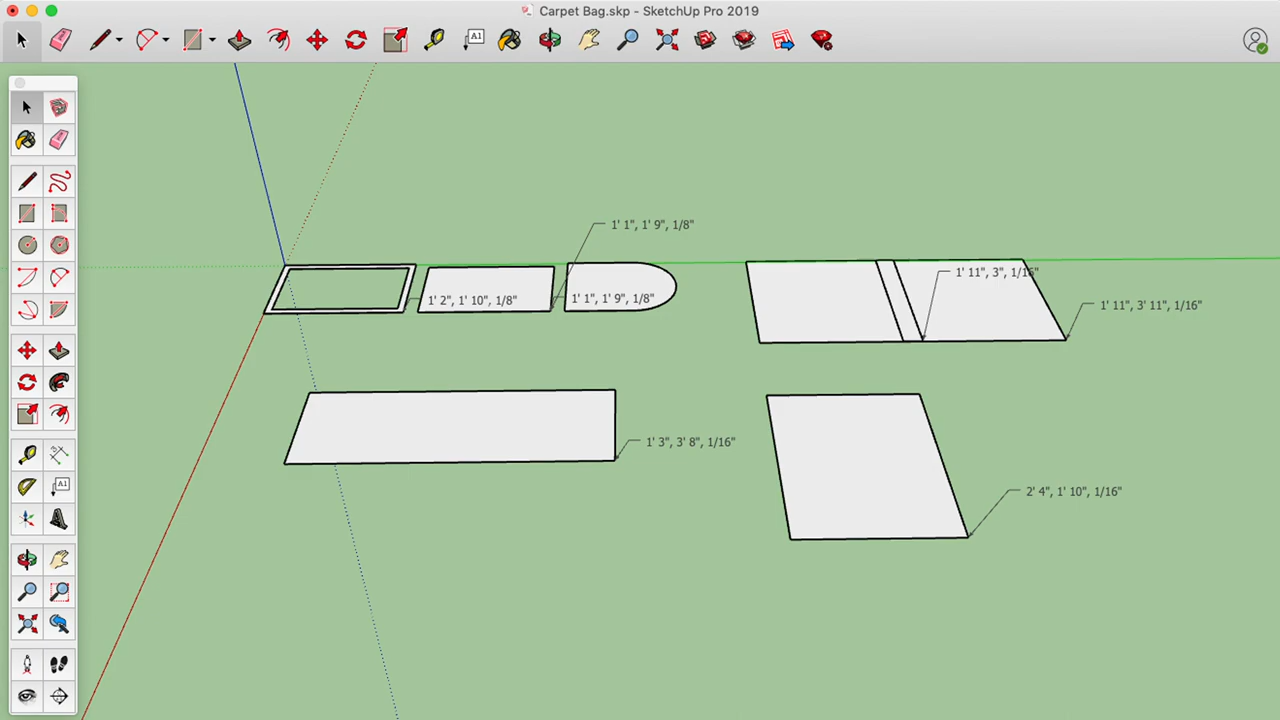 Carpet Bag.skp - SketchUp Pro 2019
A1
A1
1' 1", 1' 9", 1/8"
1' 2", 1' 10", 1/8"
1' 1", 1' 9", 1/8"
1' 11", 3", 1/16"
1' 11", 3' 11", 1/16"
1' 3", 3' 8", 1/16"
2' 4", 1' 10", 1/16"